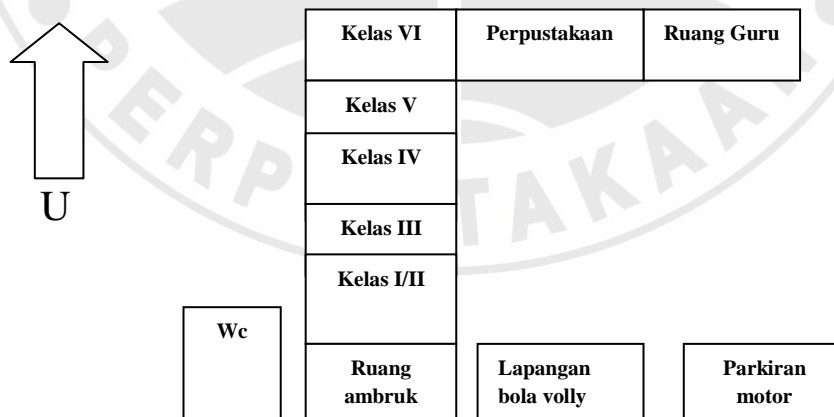 Kelas VI
Perpustakaan
Ruang Guru
Kelas V
Kelas IV
U
Kelas III
Kelas I/II
Wc
Ruang
ambruk
Lapangan
bola volly
Parkiran
motor
PERPUSTAKAAN